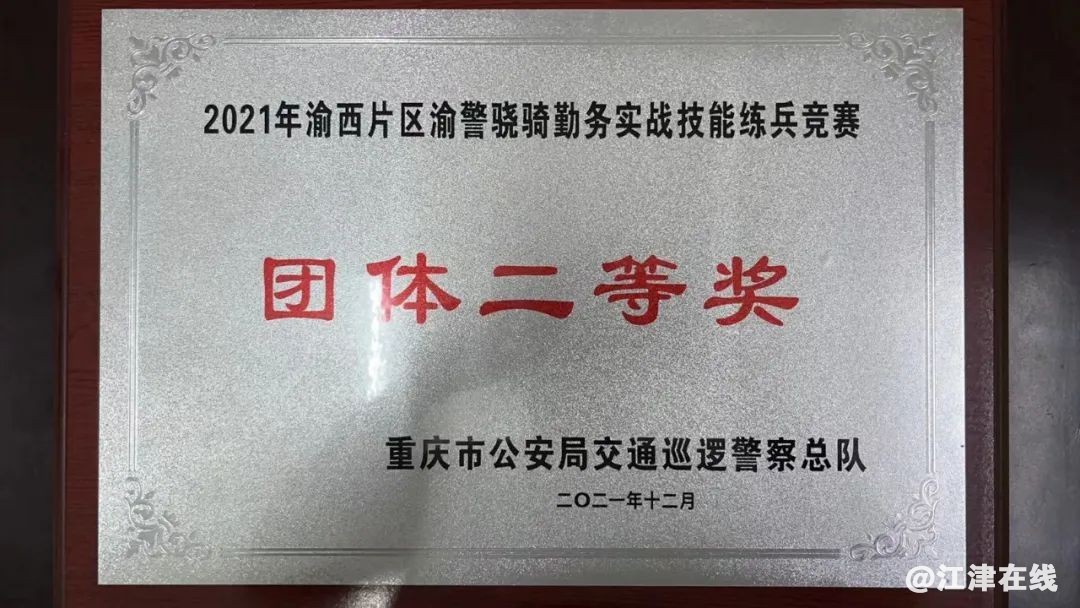 2021年渝西片区渝警骁骑勤务实战技能练兵竞赛
团体二等奖
重庆市公安局交通巡逻警察总队
二〇二一年十二月
@江津在线